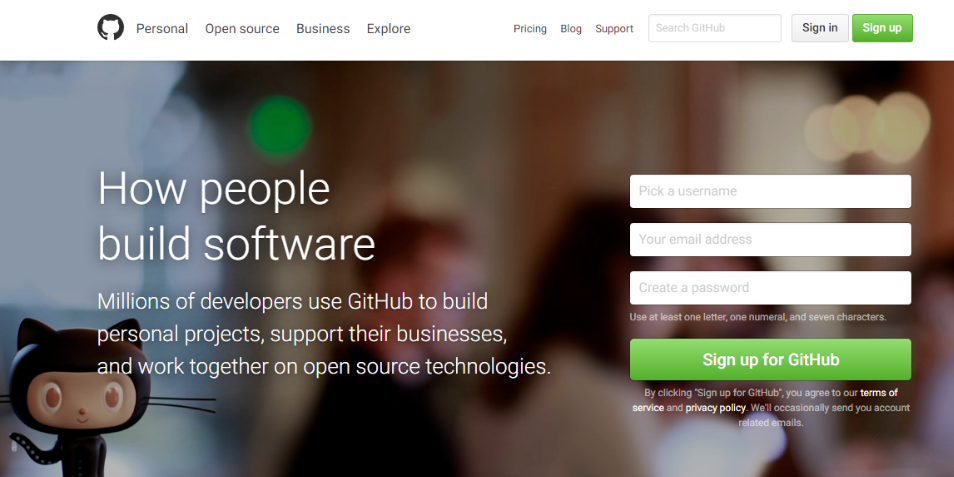 Personal Open source Business Explore Pricing Blog Support Search GitHub Sign in Sign up
How people
build software
Millions of developers use GitHub to build
personal projects, support their businesses,
and work together on open source technologies.
Pick a username
Your email address
Create a password
Use at least one letter, one numeral, and seven characters.
Sign up for GitHub
By clicking "Sign up for GitHub", you agree to our terms of
service and privacy policy. We'll occasionally send you account
related emails.